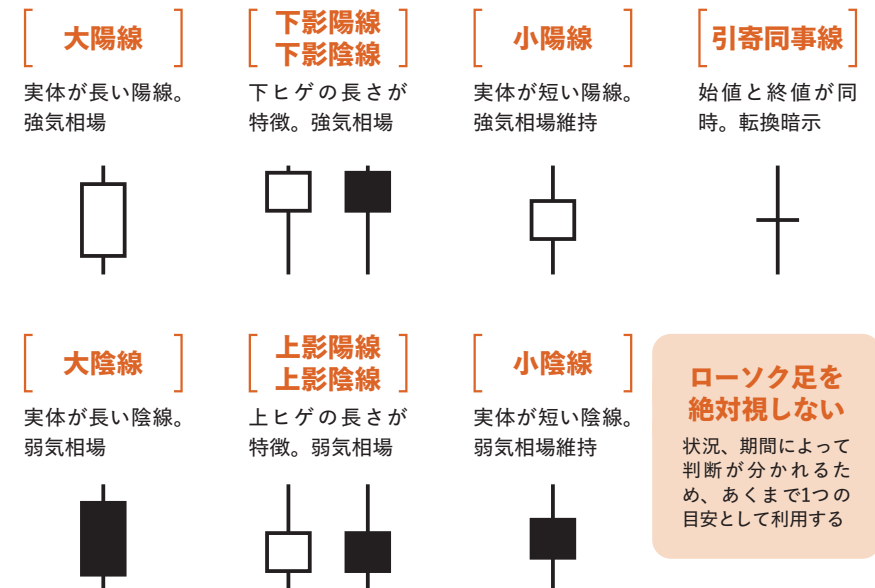 大陽線
実体が長い陽線。
強気相場
下影陽線
下影陰線
下ヒゲの長さが
特徴。強気相場
小陽線
実体が短い陽線。
強気相場維持
引寄同事線
始値と終値が同
時。転換暗示
大陰線
実体が長い陰線。
弱気相場
上影陽線
上影陰線
上ヒゲの長さが
特徴。弱気相場
小陰線
実体が短い陰線。
弱気相場維持
ローソク足を
絶対視しない
状況、期間によって
判断が分かれるた
め、あくまで1つの
目安として利用する